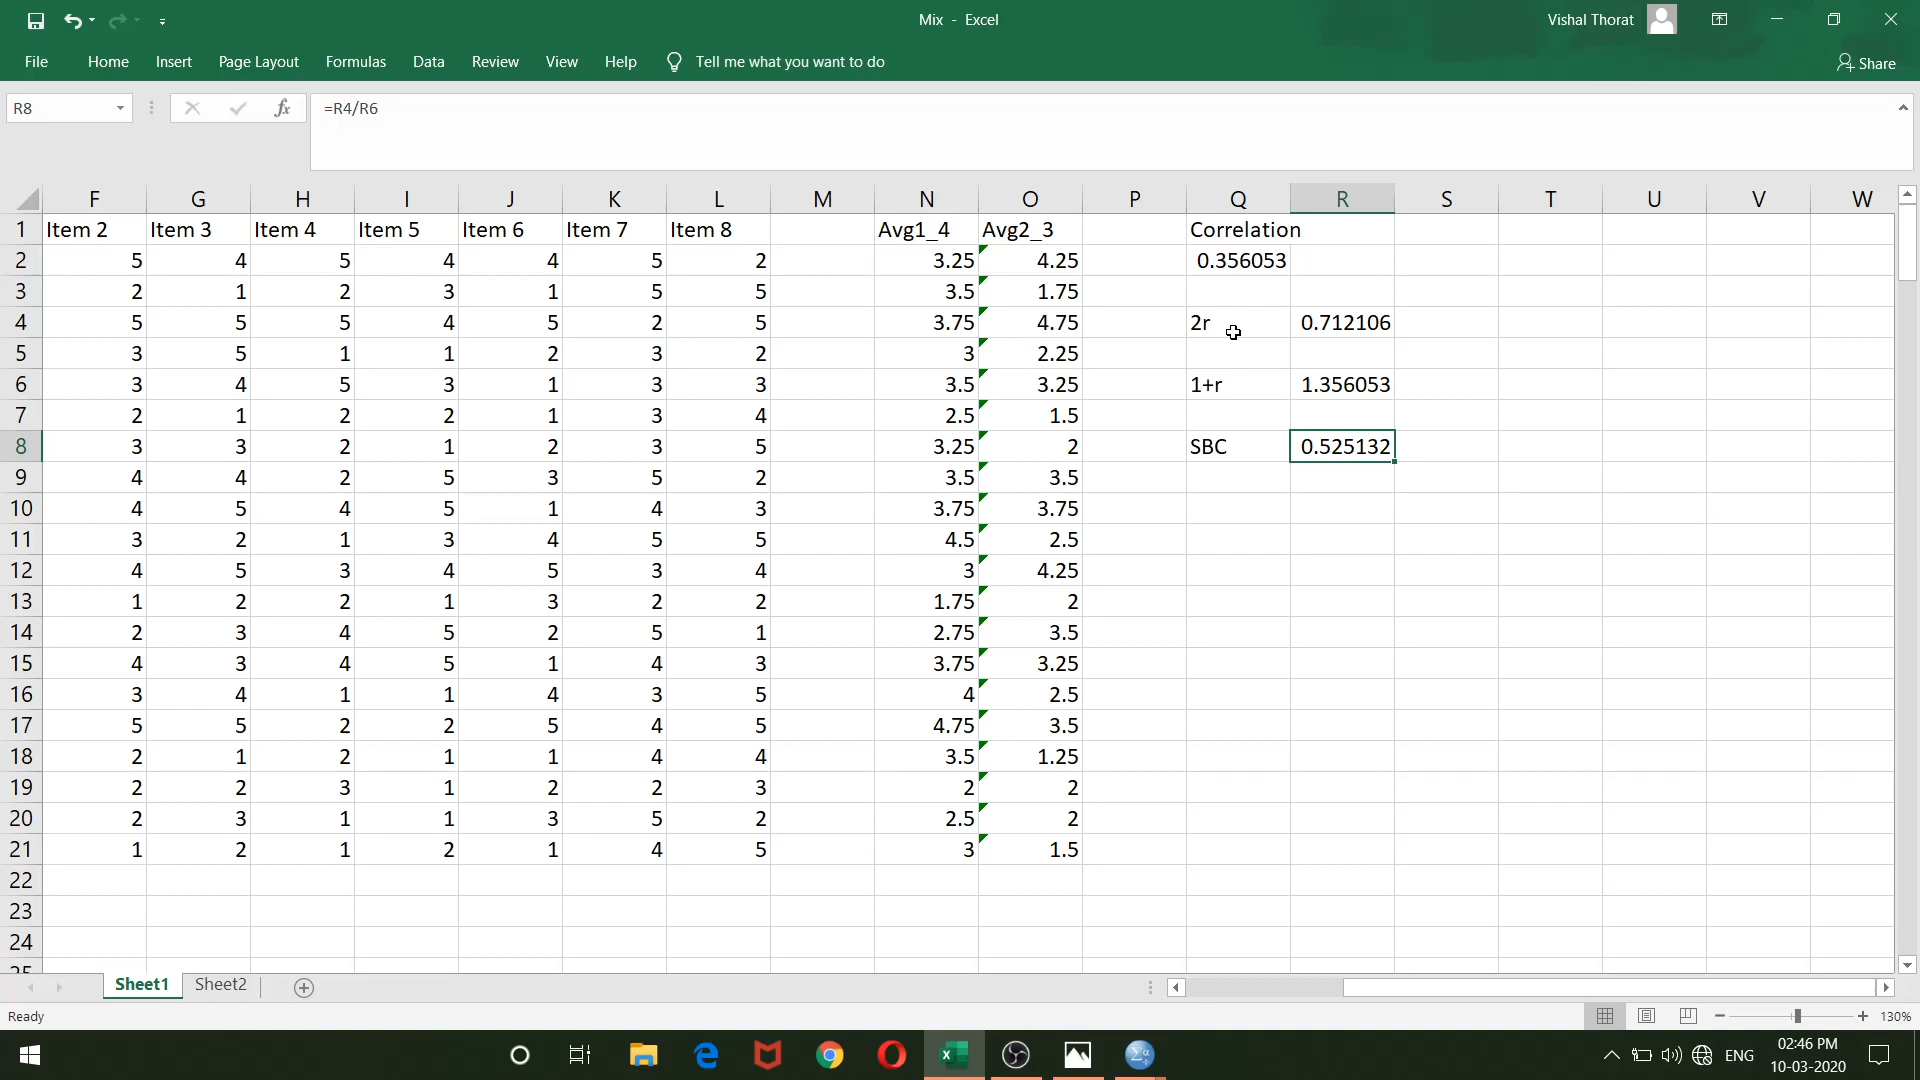 Mix - Excel
Vishal Thorat
File Home Insert Page Layout Formulas Data Review View Help Tell me what you want to do Share
R8 fx =R4/R6
F G H I J K L M N O P Q R S T U V W
1 Item 2 Item 3 Item 4 Item 5 Item 6 Item 7 Item 8 Avg1_4 Avg2_3 Correlation
2 5 4 5 4 4 5 2 3.25 4.25 0.356053
3 2 1 2 3 1 5 5 3.5 1.75
4 5 5 5 4 5 2 5 3.75 4.75 2r 0.712106
5 3 5 1 1 2 3 2 3 2.25
6 3 4 5 3 1 3 3 3.5 3.25 1+r 1.356053
7 2 1 2 2 1 3 4 2.5 1.5
8 3 3 2 1 2 3 5 3.25 2 SBC 0.525132
9 4 4 2 5 3 5 2 3.5 3.5
10 4 5 4 5 1 4 3 3.75 3.75
11 3 2 1 3 4 5 5 4.5 2.5
12 4 5 3 4 5 3 4 3 4.25
13 1 2 2 1 3 2 2 1.75 2
14 2 3 4 5 2 5 1 2.75 3.5
15 4 3 4 5 1 4 3 3.75 3.25
16 3 4 1 1 4 3 5 4 2.5
17 5 5 2 2 5 4 5 4.75 3.5
18 2 1 2 1 1 4 4 3.5 1.25
19 2 2 3 1 2 2 3 2 2
20 2 3 1 1 3 5 2 2.5 2
21 1 2 1 2 1 4 5 3 1.5
22
23
24
25
Sheet1 Sheet2
Ready 130%
ENG 02:46 PM
10-03-2020